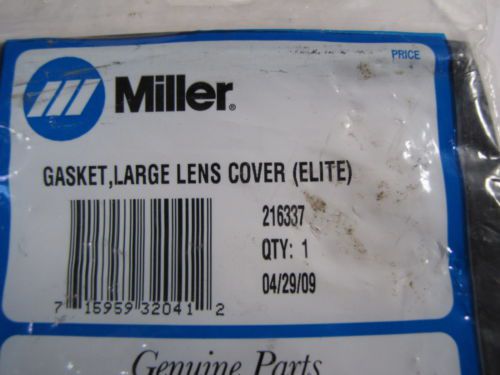 PRICE
Miller®
GASKET,LARGE LENS COVER (ELITE)
216337
QTY: 1
04/29/09
7 15959 32041 2
Genuine Parts